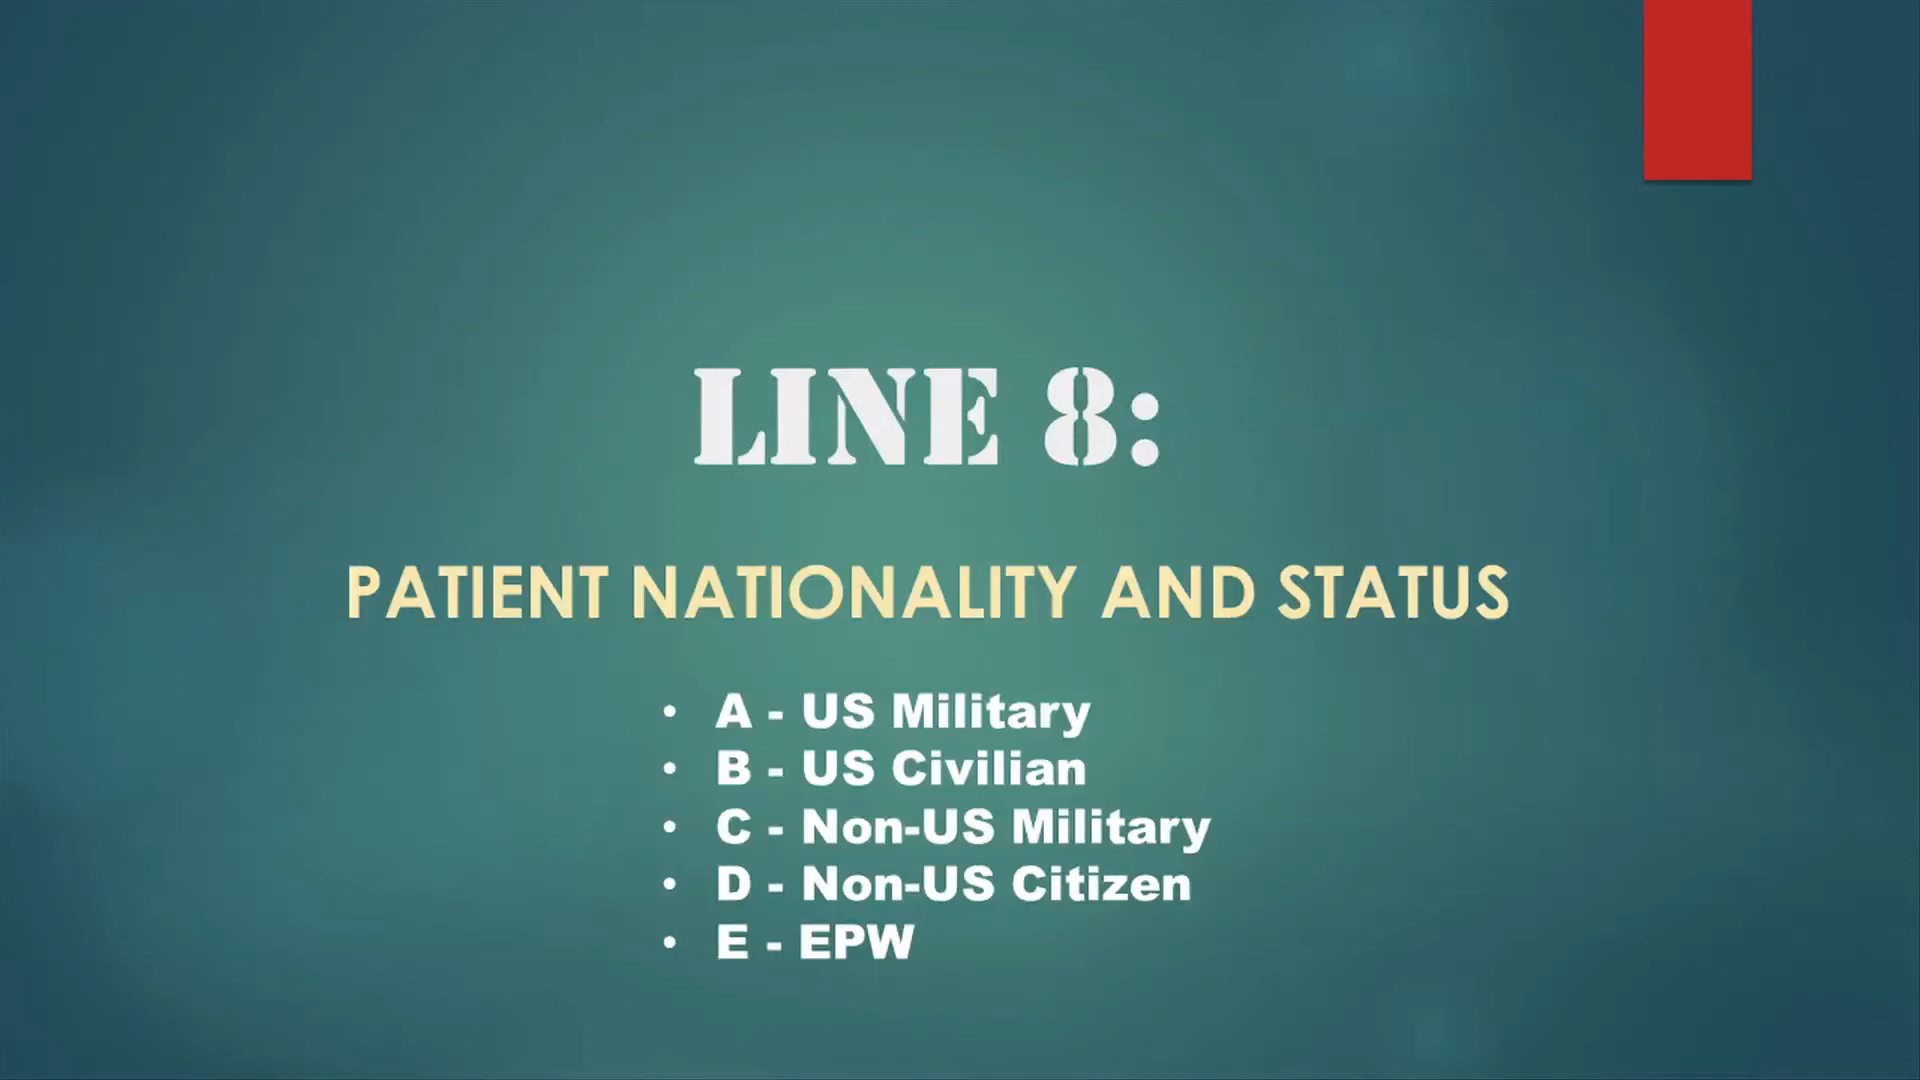 LINE 8:
PATIENT NATIONALITY AND STATUS
• A - US Military
• B - US Civilian
• C - Non-US Military
• D - Non-US Citizen
• E - EPW